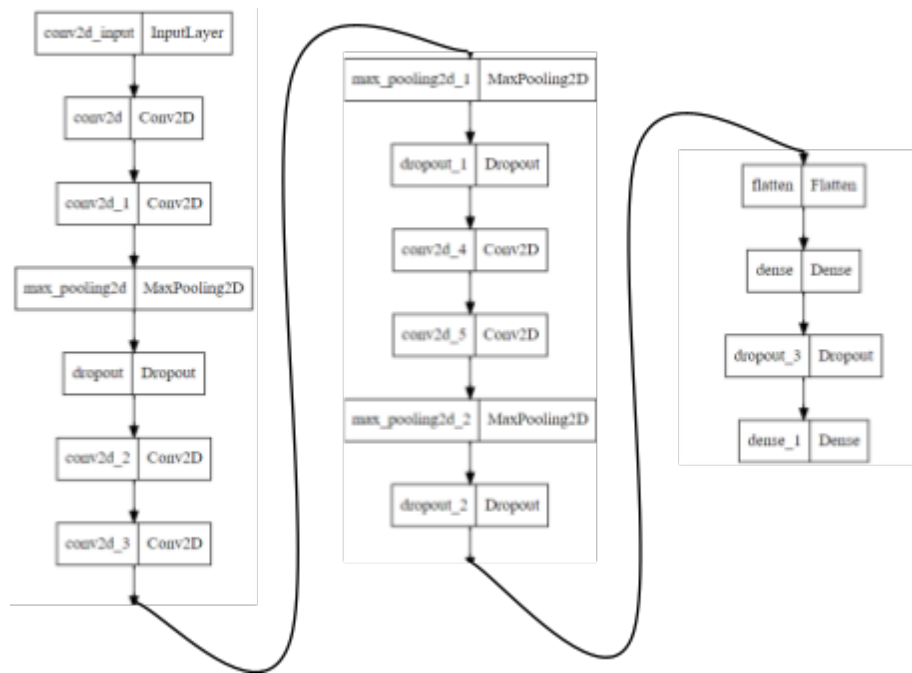 conv2d_input InputLayer
conv2d Conv2D
conv2d_1 Conv2D
max_pooling2d MaxPooling2D
dropout Dropout
conv2d_2 Conv2D
conv2d_3 Conv2D
max_pooling2d_1 MaxPooling2D
dropout_1 Dropout
conv2d_4 Conv2D
conv2d_5 Conv2D
max_pooling2d_2 MaxPooling2D
dropout_2 Dropout
flatten Flatten
dense Dense
dropout_3 Dropout
dense_1 Dense